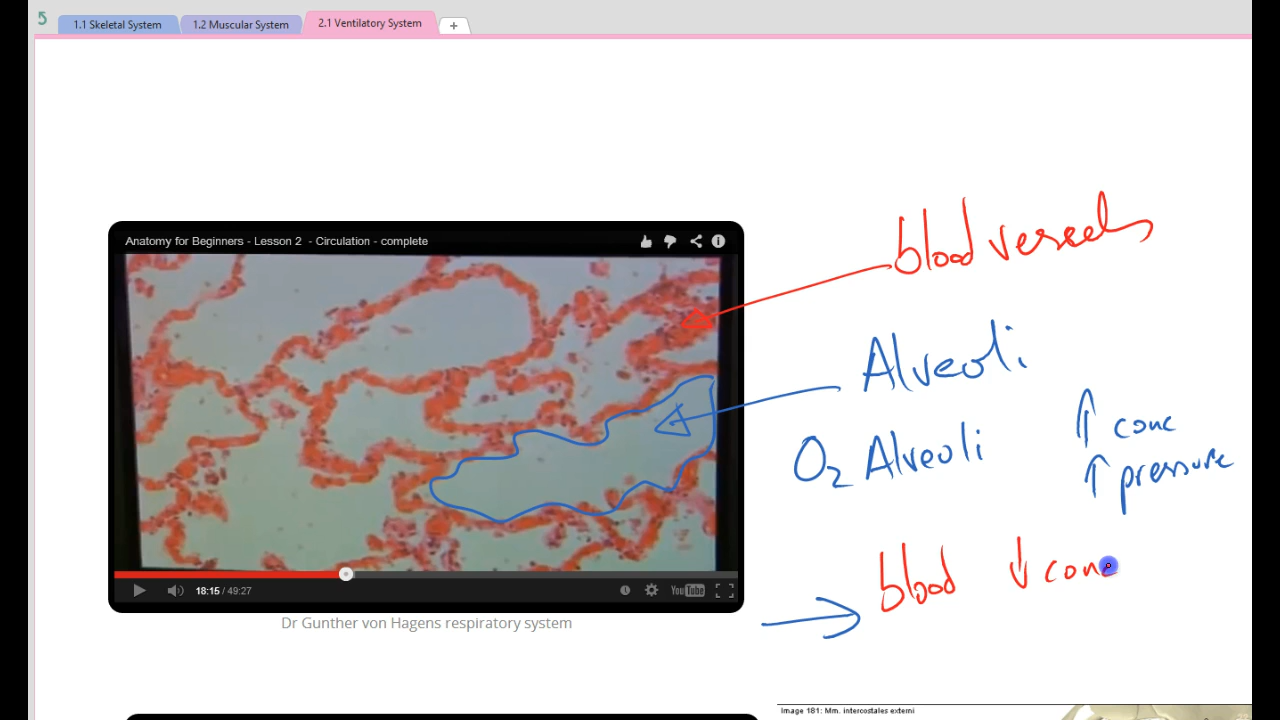 1.1 Skeletal System
1.2 Muscular System
2.1 Ventilatory System
+
Anatomy for Beginners - Lesson 2 - Circulation - complete
blood vessels
Alveoli
O2 Alveoli
↑ conc
↑ pressure
blood ↓ conc
18:15 / 49:27
YouTube
Dr Gunther von Hagens respiratory system
Image 181: Mm. intercostales externi